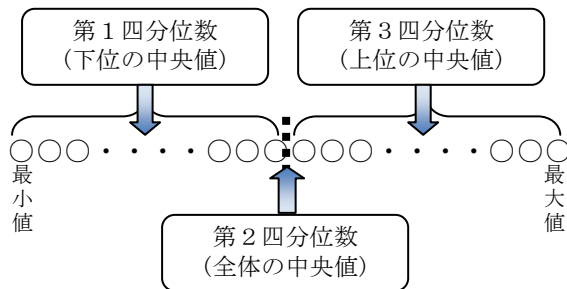 第１四分位数
（下位の中央値）
第３四分位数
（上位の中央値）
最小値
最大値
第２四分位数
（全体の中央値）